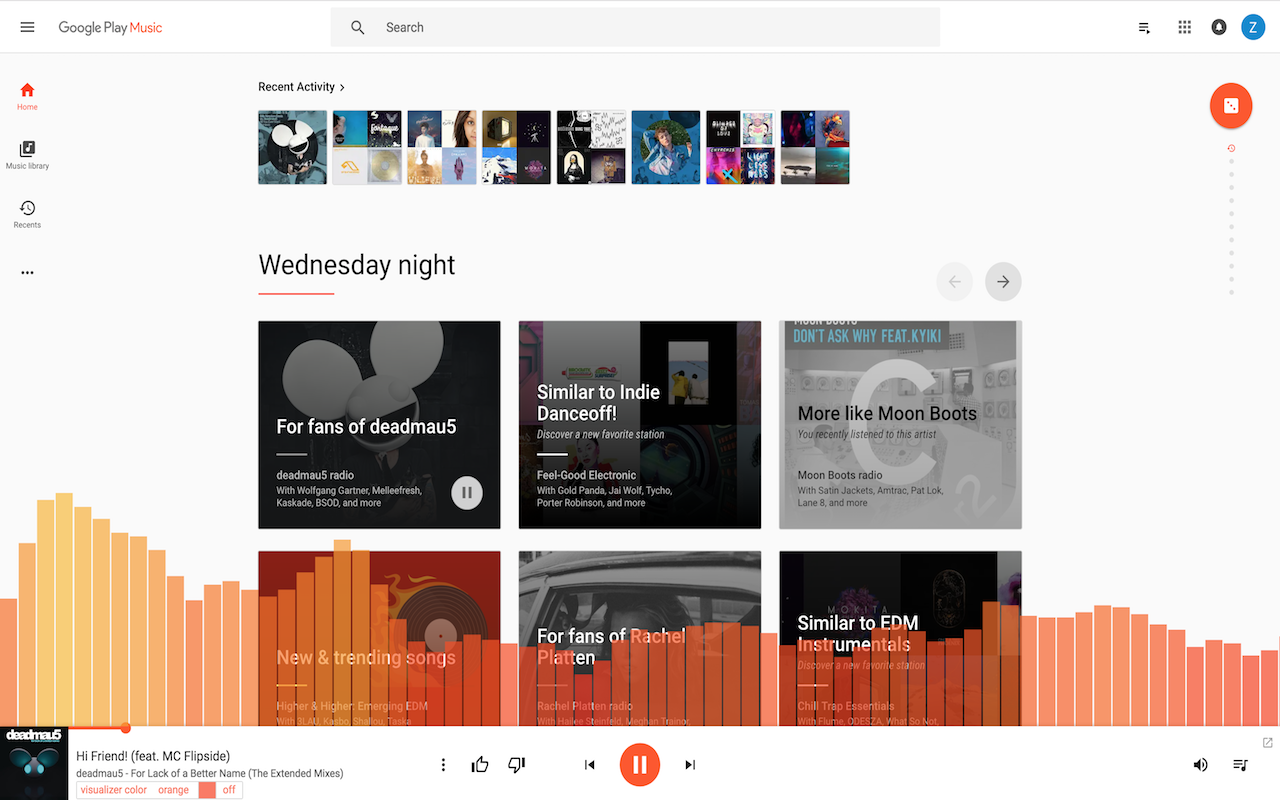 Google Play Music
Search
Z
Home
Music library
Recents
Recent Activity
Wednesday night
For fans of deadmau5
deadmau5 radio
With Wolfgang Gartner, Melleefresh,
Kaskade, BSOD, and more
Similar to Indie
Danceoff!
Discover a new favorite station
Feel-Good Electronic
With Gold Panda, Jai Wolf, Tycho,
Porter Robinson, and more
MOON BOOTS
DON'T ASK WHY FEAT.KYIKI
C
More like Moon Boots
You recently listened to this artist
Moon Boots radio
With Satin Jackets, Amtrac, Pat Lok,
Lane 8, and more
New & trending songs
Higher & Higher: Emerging EDM
With 3LAU, Kasbo, Shallou, Taska
For fans of Rachel
Platten
Rachel Platten radio
With Hailee Steinfeld, Meghan Trainor,
MOKITA
Similar to EDM
Instrumentals
Discover a new favorite station
Chill Trap Essentials
With Flume, ODESZA, What So Not,
deadmau5
Hi Friend! (feat. MC Flipside)
deadmau5 - For Lack of a Better Name (The Extended Mixes)
visualizer color orange off